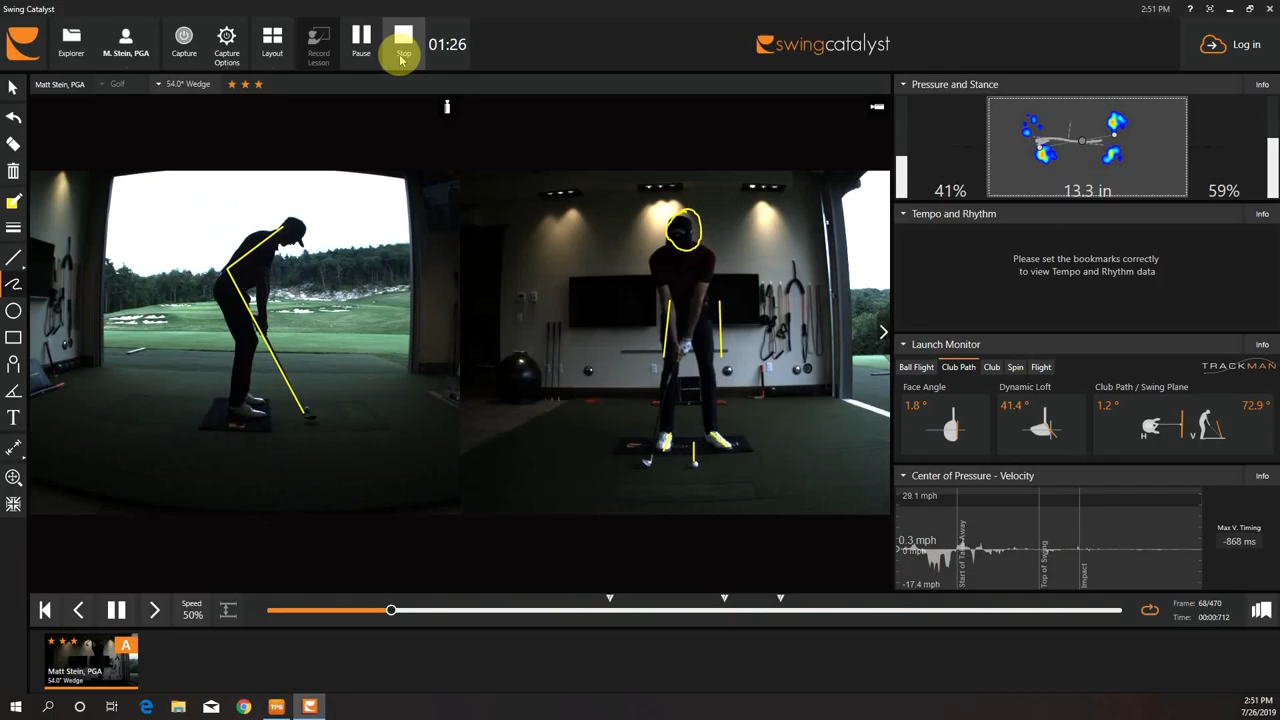 Swing Catalyst
2:51 PM
Explorer
M. Stein, PGA
Capture
Capture
Options
Layout
Record
Lesson
Pause
Stop
01:26
swingcatalyst
Log in
Matt Stein, PGA
Golf
54.0° Wedge
Pressure and Stance
Info
41%
13.3 in
59%
Tempo and Rhythm
Info
Please set the bookmarks correctly
to view Tempo and Rhythm data
Launch Monitor
Info
Ball Flight
Club Path
Club
Spin
Flight
TRACKMAN
Face Angle
1.8 °
Dynamic Loft
41.4 °
Club Path / Swing Plane
1.2 °
72.9 °
H
V
Center of Pressure - Velocity
Info
29.1 mph
0.3 mph
0 mph
-17.4 mph
Start of Take-Away
Top of Swing
Impact
Max V. Timing
-868 ms
Speed
50%
Frame: 68/470
Time: 00:00:712
A
Matt Stein, PGA
54.0° Wedge
T
TPS
2:51 PM
7/26/2019